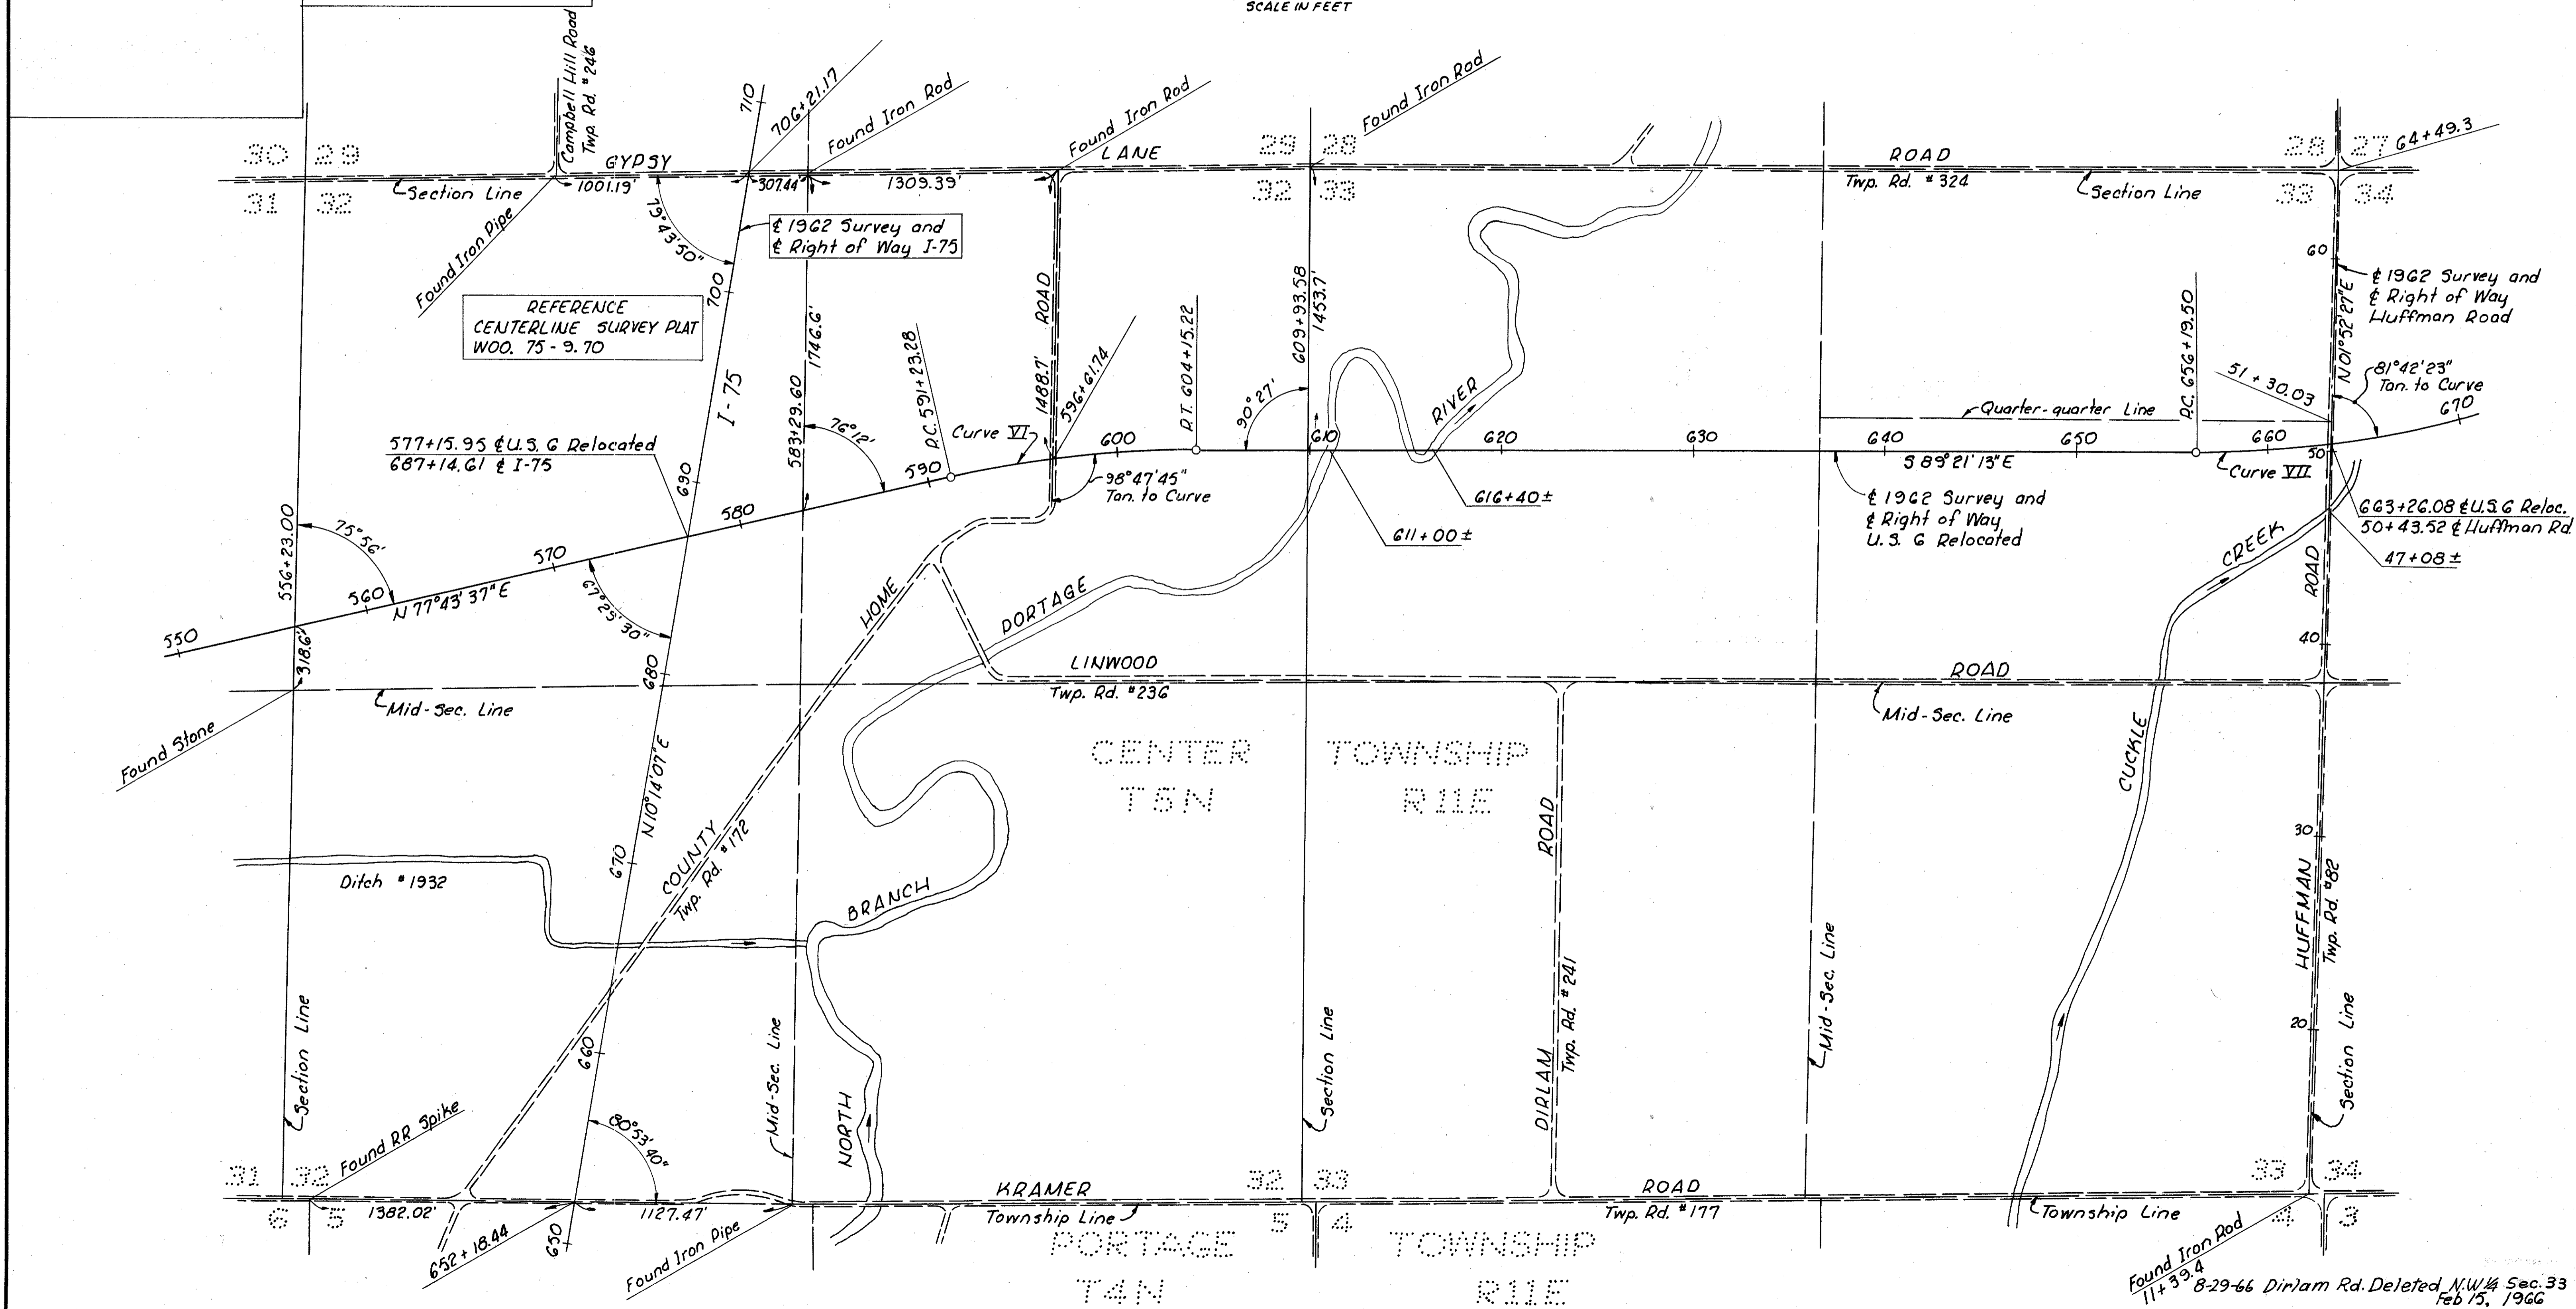 SCALE IN FEET
Campbell Hill Road
Twp. Rd. #246
710
706+21.17
Found Iron Rod
Found Iron Rod
Found Iron Rod
30 29
31 32
29 28
32 33
28 27
33 34
64+49.3
GYPSY
LANE
ROAD
Twp. Rd. #324
Section Line
1001.19'
307.44'
1309.39'
Section Line
Found Iron Pipe
79°43'50"
₵ 1962 Survey and
₵ Right of Way I-75
REFERENCE
CENTERLINE SURVEY PLAT
WOO. 75-9.70
700
I-75
1746.6'
583+29.60
76°12'
P.C. 591+23.28
Curve VI
ROAD
1488.7'
596+61.74
P.T. 604+15.22
90°27'
609+93.58
1453.7'
RIVER
60
N 01°52'27"E
₵ 1962 Survey and
₵ Right of Way
Huffman Road
81°42'23"
Tan. to Curve
670
51+30.03
P.C. 656+19.50
Quarter-quarter Line
577+15.95 ₵ U.S. 6 Relocated
687+14.61 ₵ I-75
690
590
600
610
620
630
640
650
660
50
S 89°21'13"E
Curve VII
98°47'45"
Tan. to Curve
616+40±
611+00±
₵ 1962 Survey and
₵ Right of Way
U.S. 6 Relocated
663+26.08 ₵ U.S. 6 Reloc.
50+43.52 ₵ Huffman Rd.
47+08±
556+23.00
75°56'
580
570
560
550
N 77°43'37"E
67°29'30"
318.6'
680
HOME
PORTAGE
CREEK
ROAD
40
LINWOOD
ROAD
Twp. Rd. #236
Mid-Sec. Line
Mid-Sec. Line
Found Stone
N10°14'07"E
CENTER TOWNSHIP
T5N R11E
CUCKLE
ROAD
30
670
COUNTY
Twp. Rd. #172
Ditch #1932
BRANCH
HUFFMAN
Twp. Rd. #82
Mid-Sec. Line
Twp. Rd. #241
DIRLAM
20
Section Line
Section Line
Section Line
Mid-Sec. Line
660
NORTH
80°53'40"
Found RR Spike
31 32
6 5
32 33
5 4
33 34
4 3
KRAMER
ROAD
1382.02'
1127.47'
Township Line
Twp. Rd. #177
Township Line
652+18.44
650
Found Iron Pipe
PORTAGE TOWNSHIP
T4N R11E
Found Iron Rod
11+39.4
8-29-66 Dirlam Rd. Deleted N.W¼ Sec. 33
Feb 15, 1966